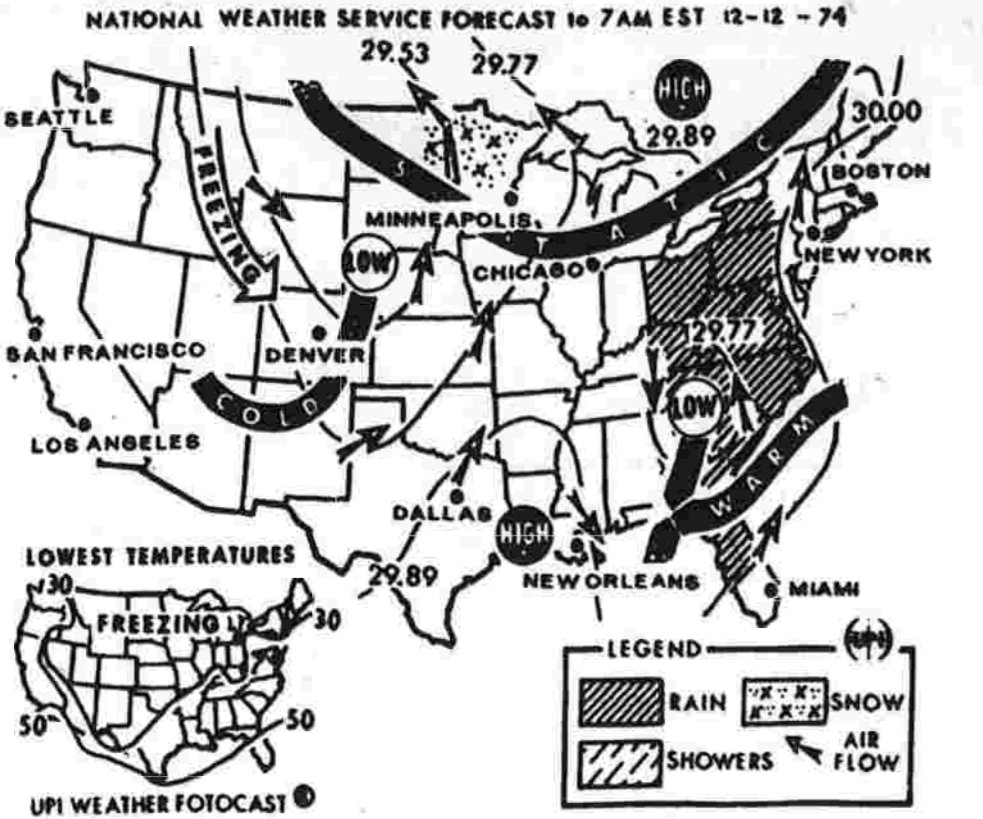 NATIONAL WEATHER SERVICE FORECAST to 7AM EST 12-12-74
29.53
29.77
HIGH
29.89
30.00
SEATTLE
FREEZING
S T A T I C
BOSTON
MINNEAPOLIS
NEW YORK
LOW
CHICAGO
29.77
SAN FRANCISCO
DENVER
COLD
LOW
LOS ANGELES
WARM
DALLAS
HIGH
NEW ORLEANS
29.89
MIAMI
LOWEST TEMPERATURES
30
FREEZING
30
50
50
UPI WEATHER FOTOCAST
UPI
LEGEND
RAIN
SNOW
SHOWERS
AIR
FLOW